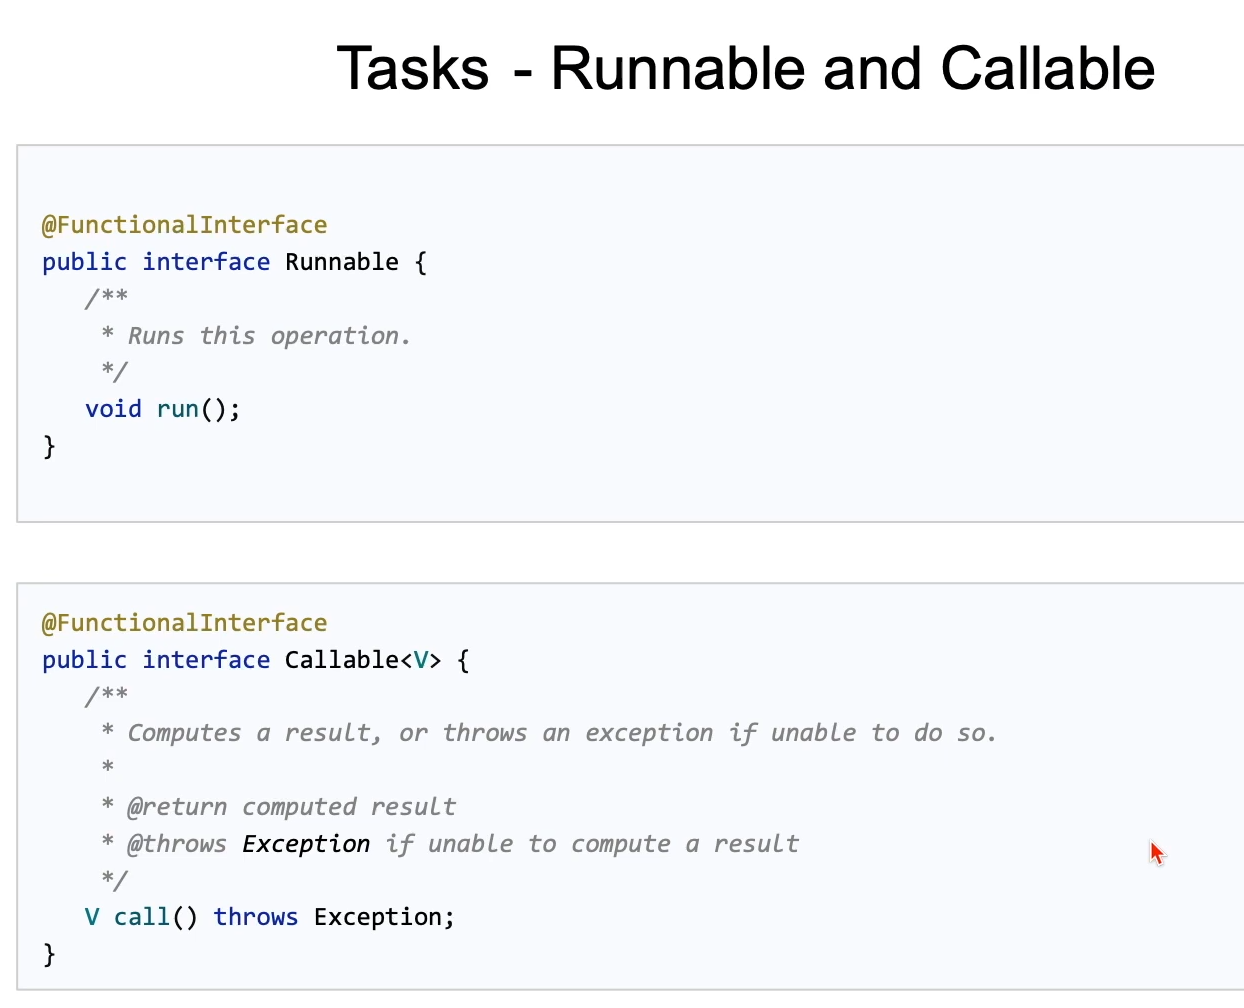 Tasks - Runnable and Callable
@FunctionalInterface
public interface Runnable {
/**
* Runs this operation.
*/
void run();
}
@FunctionalInterface
public interface Callable<V> {
/**
* Computes a result, or throws an exception if unable to do so.
*
* @return computed result
* @throws Exception if unable to compute a result
*/
V call() throws Exception;
}